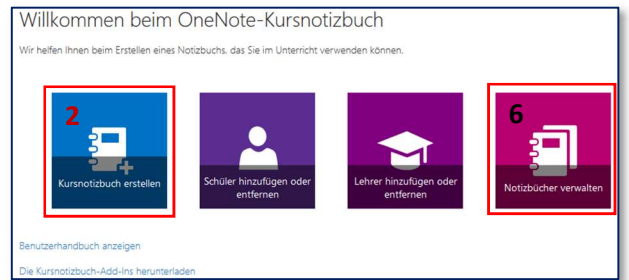 Willkommen beim OneNote-Kursnotizbuch
Wir helfen Ihnen beim Erstellen eines Notizbuchs, das Sie im Unterricht verwenden können.
2
6
Kursnotizbuch erstellen
Schüler hinzufügen oder
entfernen
Lehrer hinzufügen oder
entfernen
Notizbücher verwalten
Benutzerhandbuch anzeigen
Die Kursnotizbuch-Add-Ins herunterladen